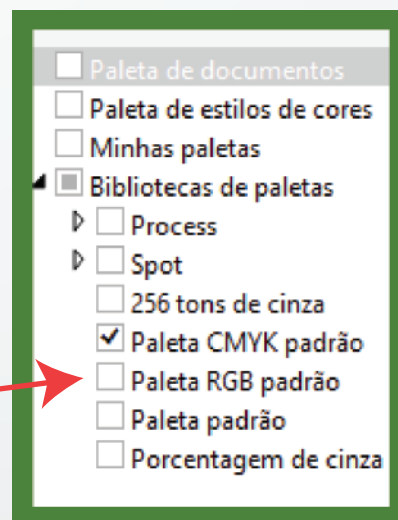 Paleta de documentos
Paleta de estilos de cores
Minhas paletas
Bibliotecas de paletas
Process
Spot
256 tons de cinza
Paleta CMYK padrão
Paleta RGB padrão
Paleta padrão
Porcentagem de cinza